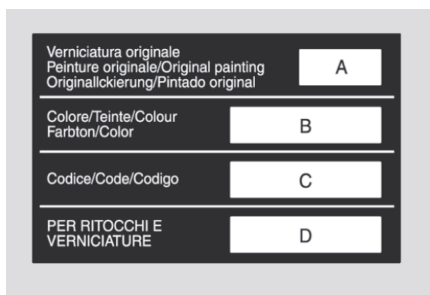 Verniciatura originale
Peinture originale/Original painting
Originallckierung/Pintado original
A
Colore/Teinte/Colour
Farbton/Color
B
Codice/Code/Codigo
C
PER RITOCCHI E
VERNICIATURE
D